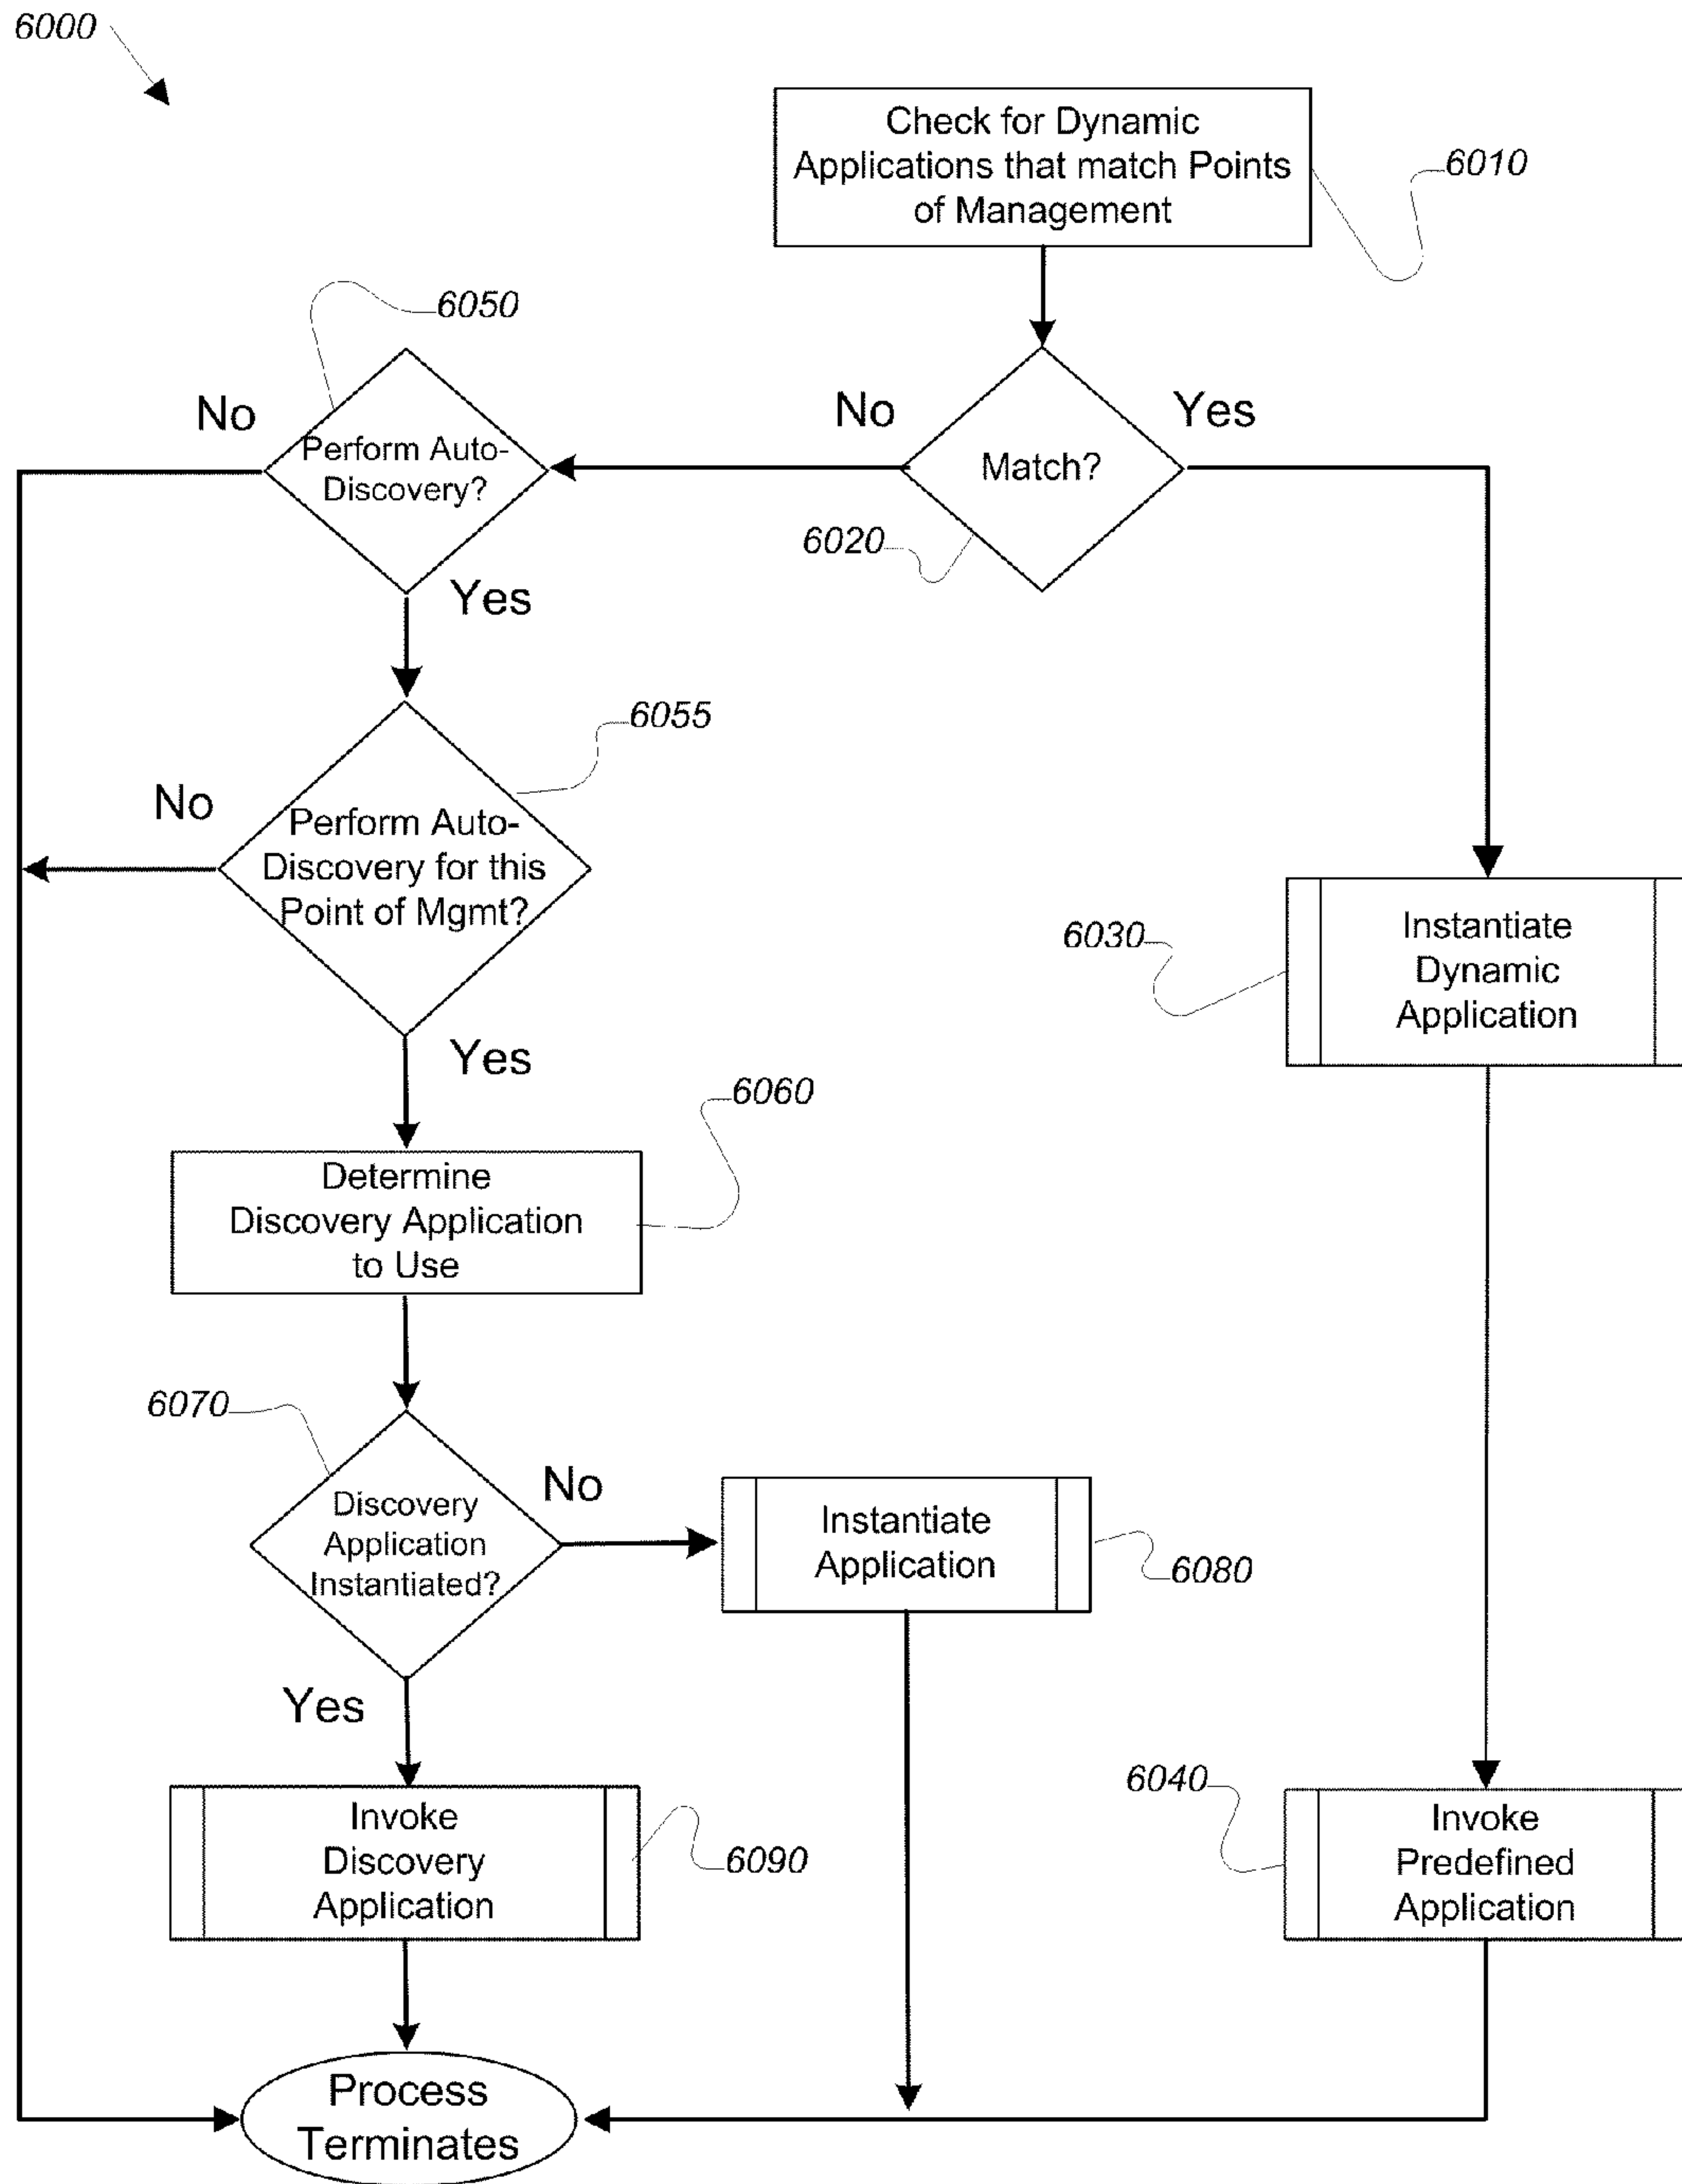 6000
Check for Dynamic
Applications that match Points
of Management
6010
6050
No
Perform Auto-
Discovery?
Yes
No
Yes
Match?
6020
6055
No
Perform Auto-
Discovery for this
Point of Mgmt?
Yes
6030
Instantiate
Dynamic
Application
6060
Determine
Discovery Application
to Use
6070
Discovery
Application
Instantiated?
No
Instantiate
Application
6080
Yes
Invoke
Discovery
Application
6090
6040
Invoke
Predefined
Application
Process
Terminates